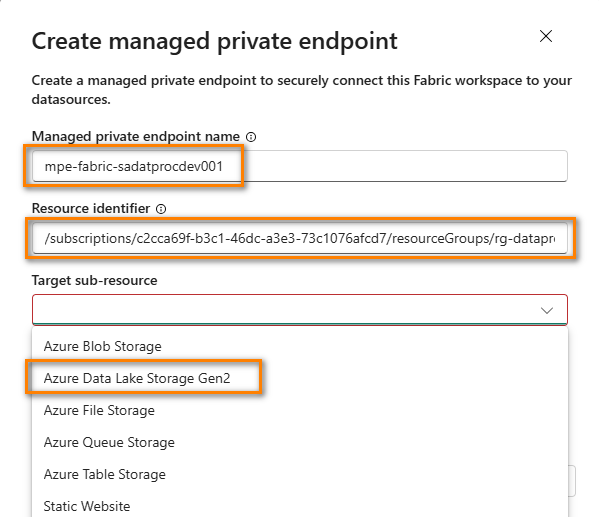 Create managed private endpoint
Create a managed private endpoint to securely connect this Fabric workspace to your
datasources.
Managed private endpoint name
mpe-fabric-sadatprocdev001
Resource identifier
/subscriptions/c2cca69f-b3c1-46dc-a3e3-73c1076afcd7/resourceGroups/rg-datapro
Target sub-resource
Azure Blob Storage
Azure Data Lake Storage Gen2
Azure File Storage
Azure Queue Storage
Azure Table Storage
Static Website